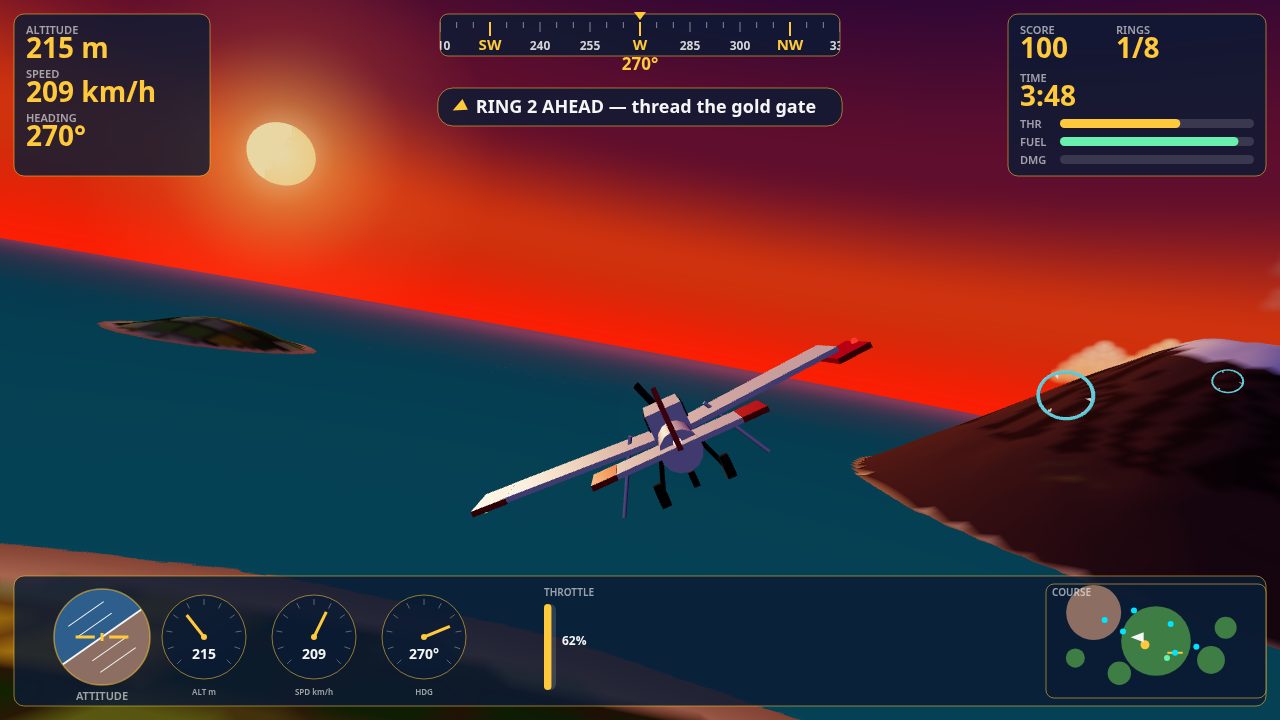 ALTITUDE
215 m
SPEED
209 km/h
HEADING
270°
SW 240 255 W 285 300 NW
270°
RING 2 AHEAD — thread the gold gate
SCORE RINGS
100 1/8
TIME
3:48
THR
FUEL
DMG
ATTITUDE
215
ALT m
209
SPD km/h
270°
HDG
THROTTLE
62%
COURSE